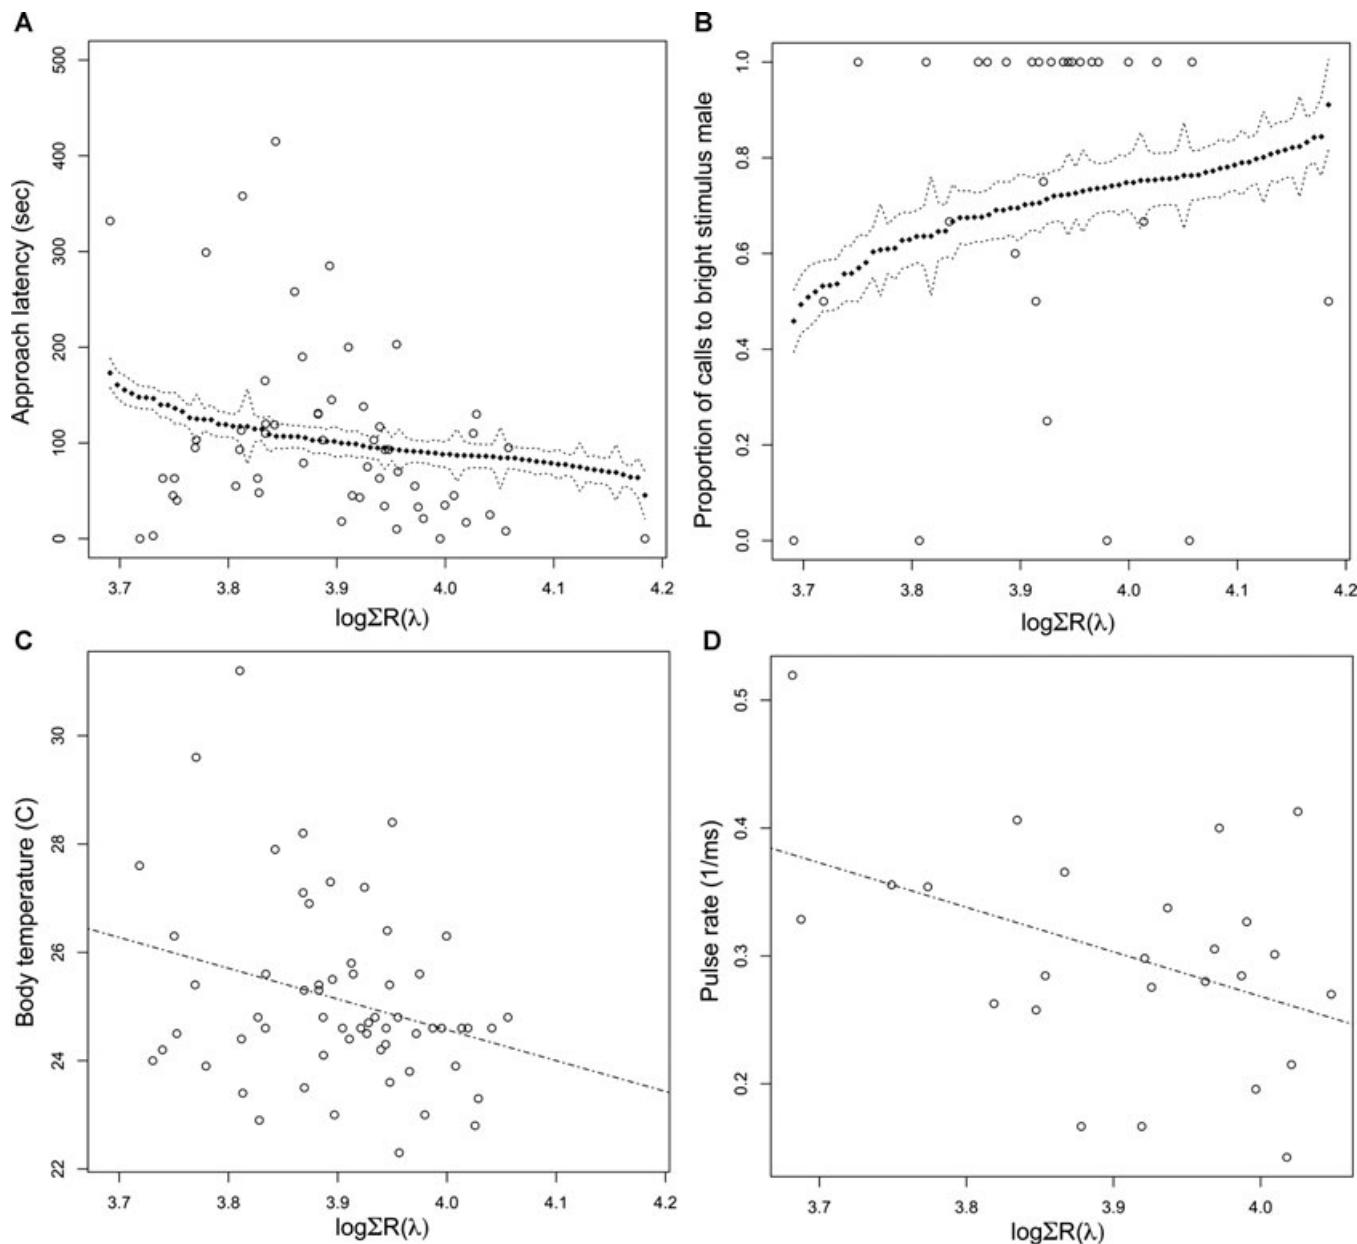 A
500
400
300
200
100
0
Approach latency (sec)
3.7 3.8 3.9 4.0 4.1 4.2
logΣR(λ)
B
1.0
0.8
0.6
0.4
0.2
0.0
Proportion of calls to bright stimulus male
3.7 3.8 3.9 4.0 4.1 4.2
logΣR(λ)
C
30
28
26
24
22
Body temperature (C)
3.7 3.8 3.9 4.0 4.1 4.2
logΣR(λ)
D
0.5
0.4
0.3
0.2
Pulse rate (1/ms)
3.7 3.8 3.9 4.0
logΣR(λ)